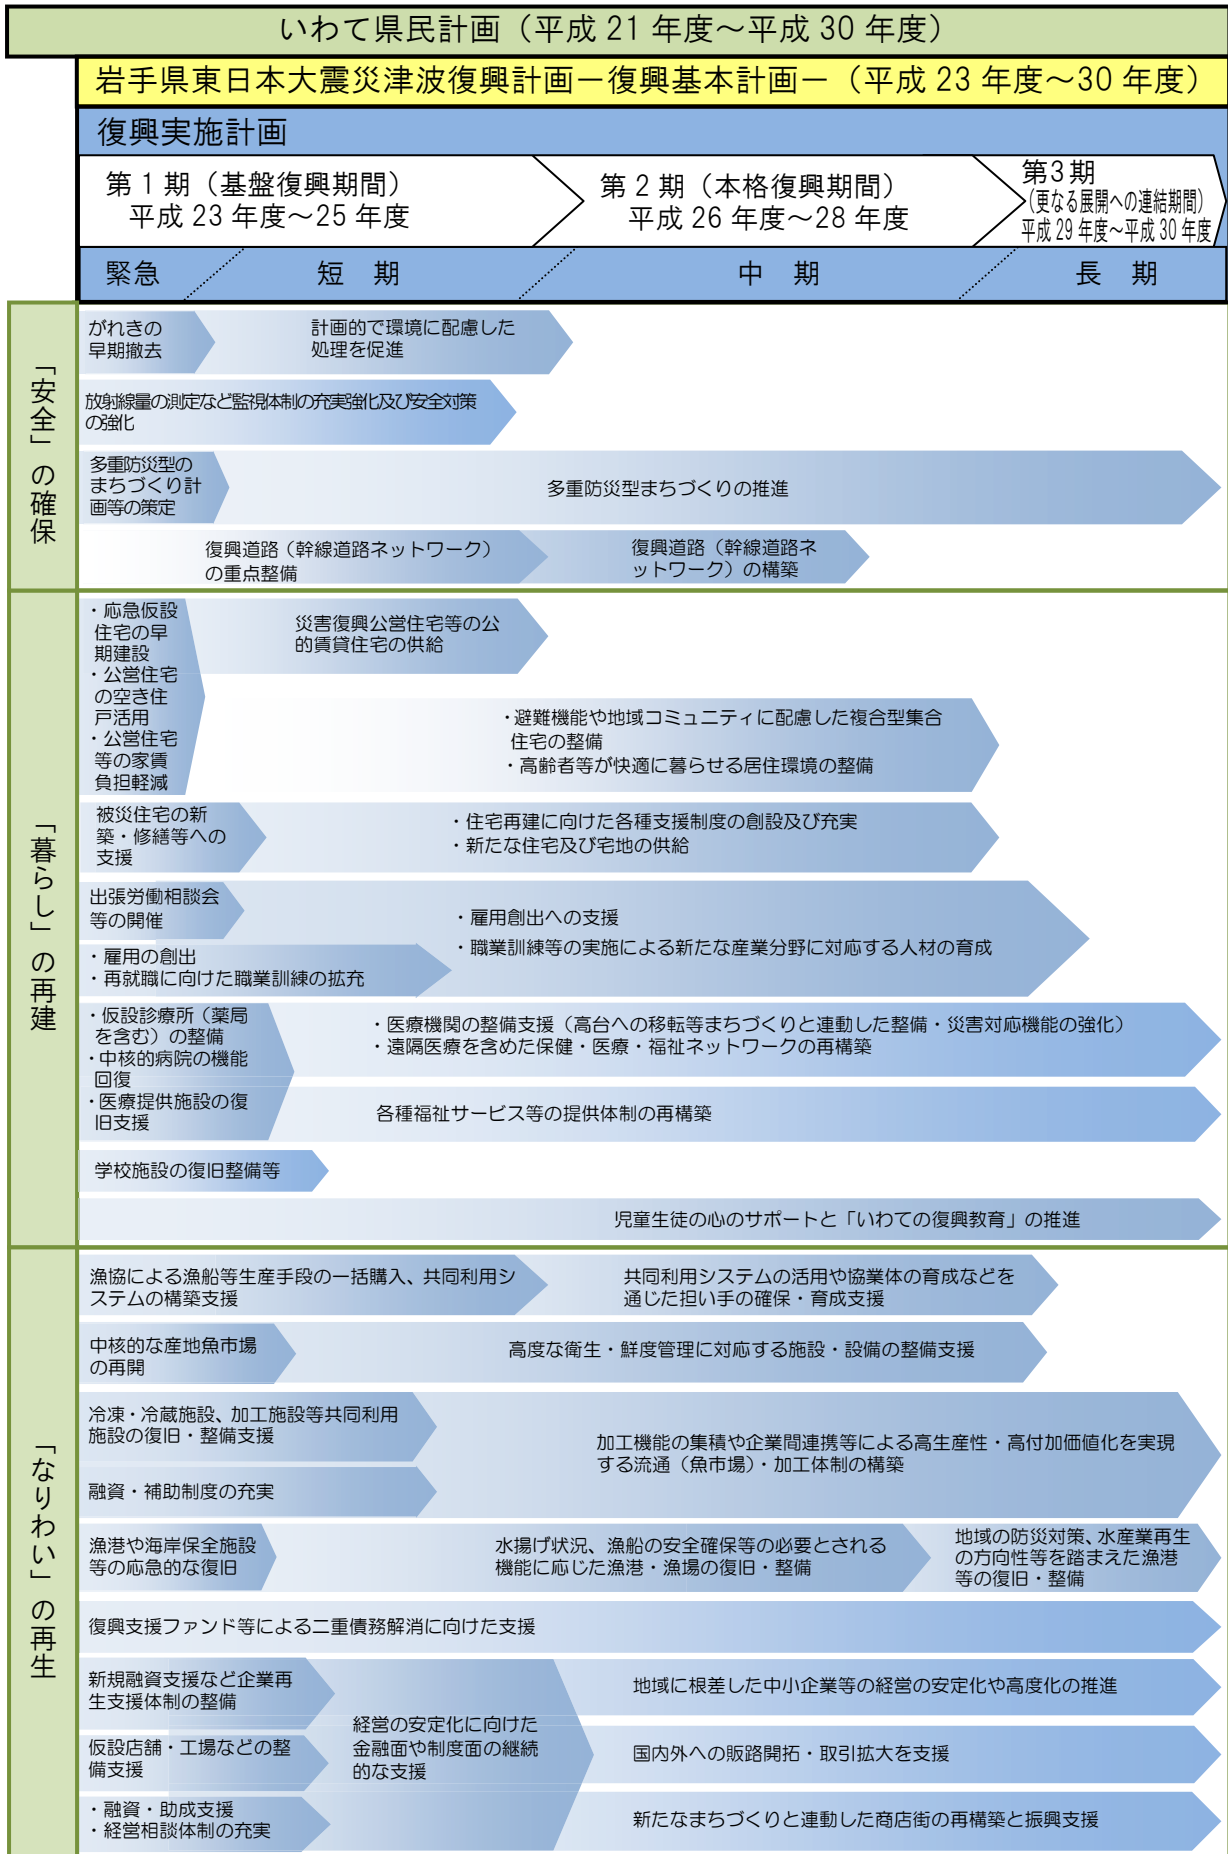 いわて県民計画（平成 21 年度～平成 30 年度）
岩手県東日本大震災津波復興計画－復興基本計画－（平成 23 年度～30 年度）
復興実施計画
第 1 期（基盤復興期間）
平成 23 年度～25 年度
第 2 期（本格復興期間）
平成 26 年度～28 年度
第3 期
（更なる展開への連結期間）
平成 29 年度～平成 30 年度
緊急
短　期
中　期
長　期
「安全」の確保
がれきの
早期撤去
計画的で環境に配慮した
処理を促進
放射線量の測定など監視体制の充実強化及び安全対策
の強化
多重防災型の
まちづくり計
画等の策定
多重防災型まちづくりの推進
復興道路（幹線道路ネットワーク）
の重点整備
復興道路（幹線道路ネ
ットワーク）の構築
「暮らし」の再建
・応急仮設
住宅の早
期建設
・公営住宅
の空き住
戸活用
・公営住宅
等の家賃
負担軽減
災害復興公営住宅等の公
的賃貸住宅の供給
・避難機能や地域コミュニティに配慮した複合型集合
住宅の整備
・高齢者等が快適に暮らせる居住環境の整備
被災住宅の新
築・修繕等への
支援
・住宅再建に向けた各種支援制度の創設及び充実
・新たな住宅及び宅地の供給
出張労働相談会
等の開催
・雇用の創出
・再就職に向けた職業訓練の拡充
・雇用創出への支援
・職業訓練等の実施による新たな産業分野に対応する人材の育成
・仮設診療所（薬局
を含む）の整備
・中核的病院の機能
回復
・医療提供施設の復
旧支援
・医療機関の整備支援（高台への移転等まちづくりと連動した整備・災害対応機能の強化）
・遠隔医療を含めた保健・医療・福祉ネットワークの再構築
各種福祉サービス等の提供体制の再構築
学校施設の復旧整備等
児童生徒の心のサポートと「いわての復興教育」の推進
「なりわい」の再生
漁協による漁船等生産手段の一括購入、共同利用シ
ステムの構築支援
共同利用システムの活用や協業体の育成などを
通じた担い手の確保・育成支援
中核的な産地魚市場
の再開
高度な衛生・鮮度管理に対応する施設・設備の整備支援
冷凍・冷蔵施設、加工施設等共同利用
施設の復旧・整備支援
融資・補助制度の充実
加工機能の集積や企業間連携等による高生産性・高付加価値化を実現
する流通（魚市場）・加工体制の構築
漁港や海岸保全施設
等の応急的な復旧
水揚げ状況、漁船の安全確保等の必要とされる
機能に応じた漁港・漁場の復旧・整備
地域の防災対策、水産業再生
の方向性等を踏まえた漁港
等の復旧・整備
復興支援ファンド等による二重債務解消に向けた支援
新規融資支援など企業再
生支援体制の整備
仮設店舗・工場などの整
備支援
・融資・助成支援
・経営相談体制の充実
経営の安定化に向けた
金融面や制度面の継続
的な支援
地域に根差した中小企業等の経営の安定化や高度化の推進
国内外への販路開拓・取引拡大を支援
新たなまちづくりと連動した商店街の再構築と振興支援